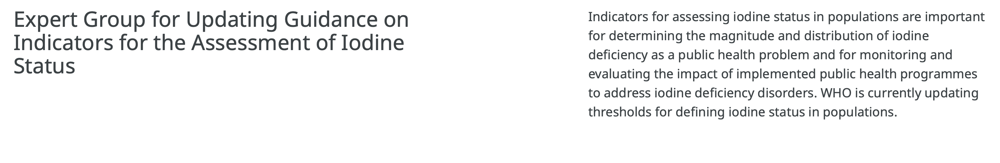 Expert Group for Updating Guidance on
Indicators for the Assessment of Iodine
Status
Indicators for assessing iodine status in populations are important
for determining the magnitude and distribution of iodine
deficiency as a public health problem and for monitoring and
evaluating the impact of implemented public health programmes
to address iodine deficiency disorders. WHO is currently updating
thresholds for defining iodine status in populations.